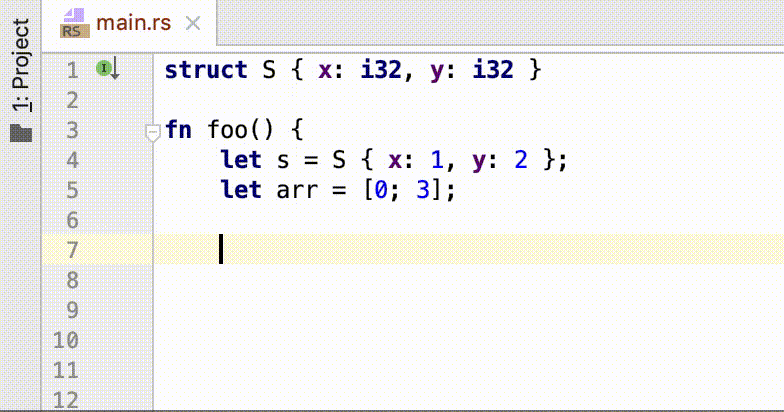 main.rs
RS
1: Project
1 struct S { x: i32, y: i32 }
2
3 fn foo() {
4 let s = S { x: 1, y: 2 };
5 let arr = [0; 3];
6
7
8
9
10
11
12